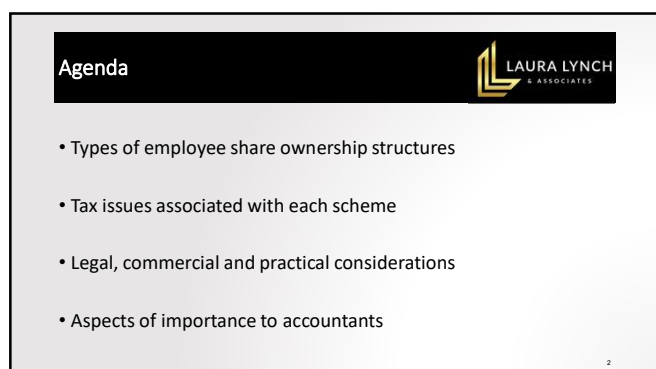 Agenda
LAURA LYNCH
& ASSOCIATES
• Types of employee share ownership structures
• Tax issues associated with each scheme
• Legal, commercial and practical considerations
• Aspects of importance to accountants
2